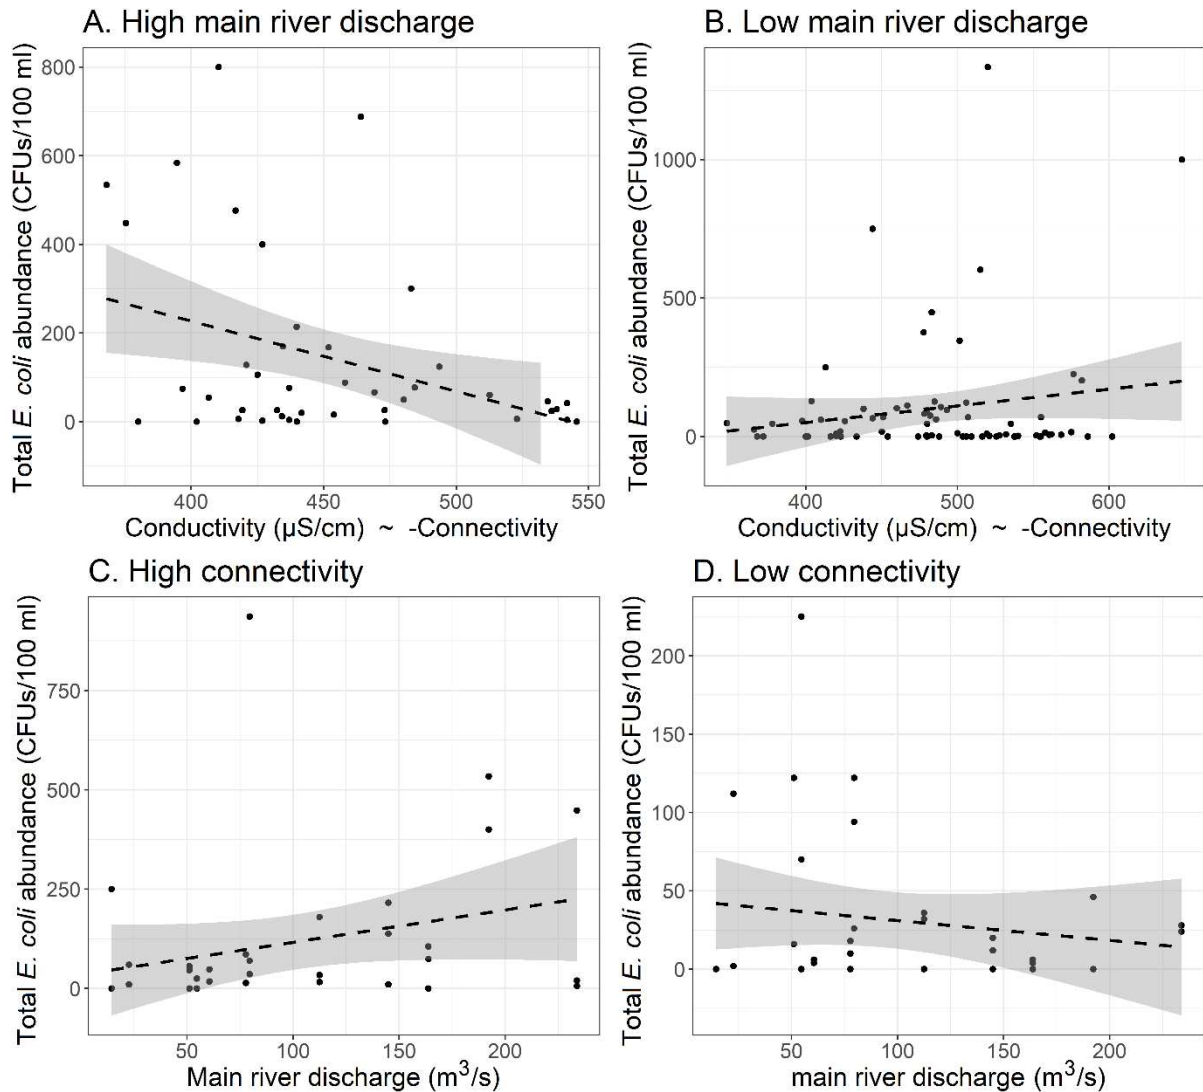 A. High main river discharge
Total E. coli abundance (CFUs/100 ml)
800
600
400
200
0
400
450
500
550
Conductivity (µS/cm) ~ -Connectivity
B. Low main river discharge
Total E. coli abundance (CFUs/100 ml)
1000
500
0
400
500
600
Conductivity (µS/cm) ~ -Connectivity
C. High connectivity
Total E. coli abundance (CFUs/100 ml)
750
500
250
0
50
100
150
200
Main river discharge (m³/s)
D. Low connectivity
Total E. coli abundance (CFUs/100 ml)
200
150
100
50
0
50
100
150
200
main river discharge (m³/s)